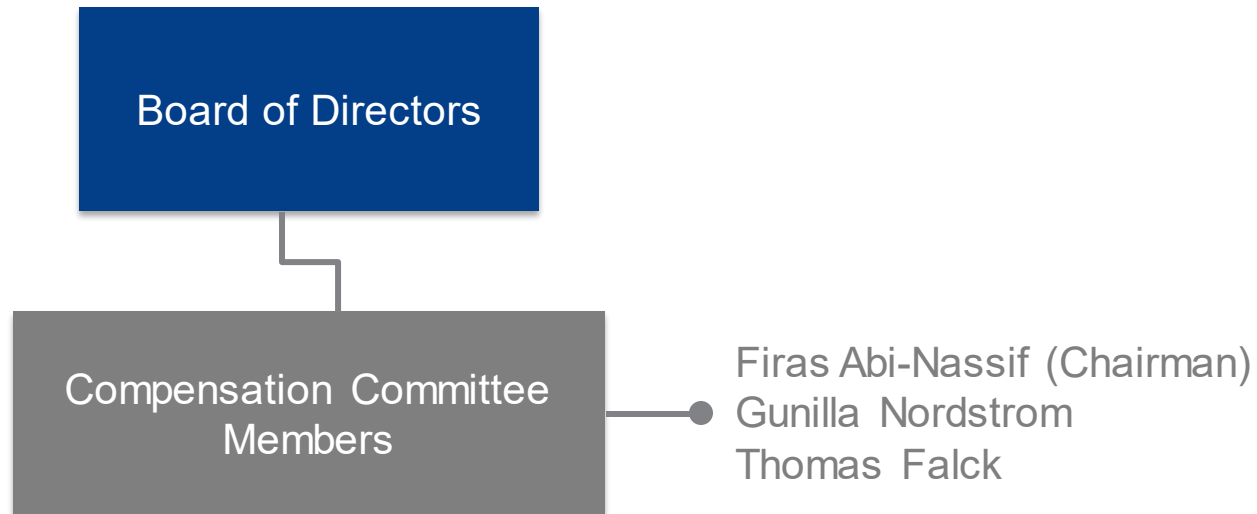 Board of Directors
Compensation Committee
Members
Firas Abi-Nassif (Chairman)
Gunilla Nordstrom
Thomas Falck